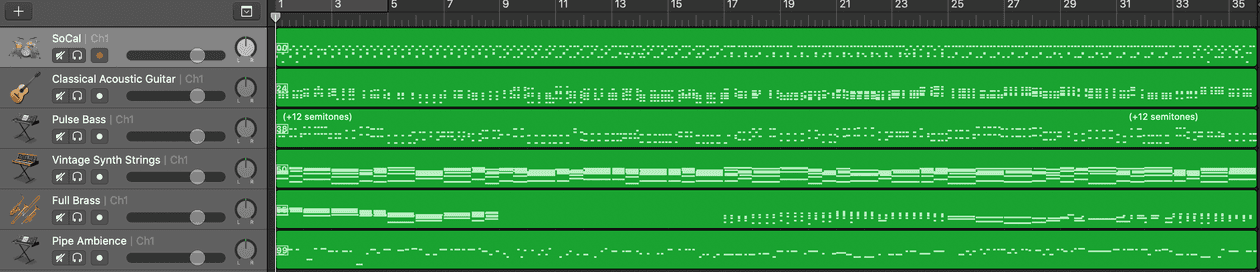 1 3 5 7 9 11 13 15 17 19 21 23 25 27 29 31 33 35
SoCal | Ch1
L R
Classical Acoustic Guitar | Ch1
L R
(+12 semitones) (+12 semitones)
Pulse Bass | Ch1
L R
Vintage Synth Strings | Ch1
L R
Full Brass | Ch1
L R
Pipe Ambience | Ch1
L R